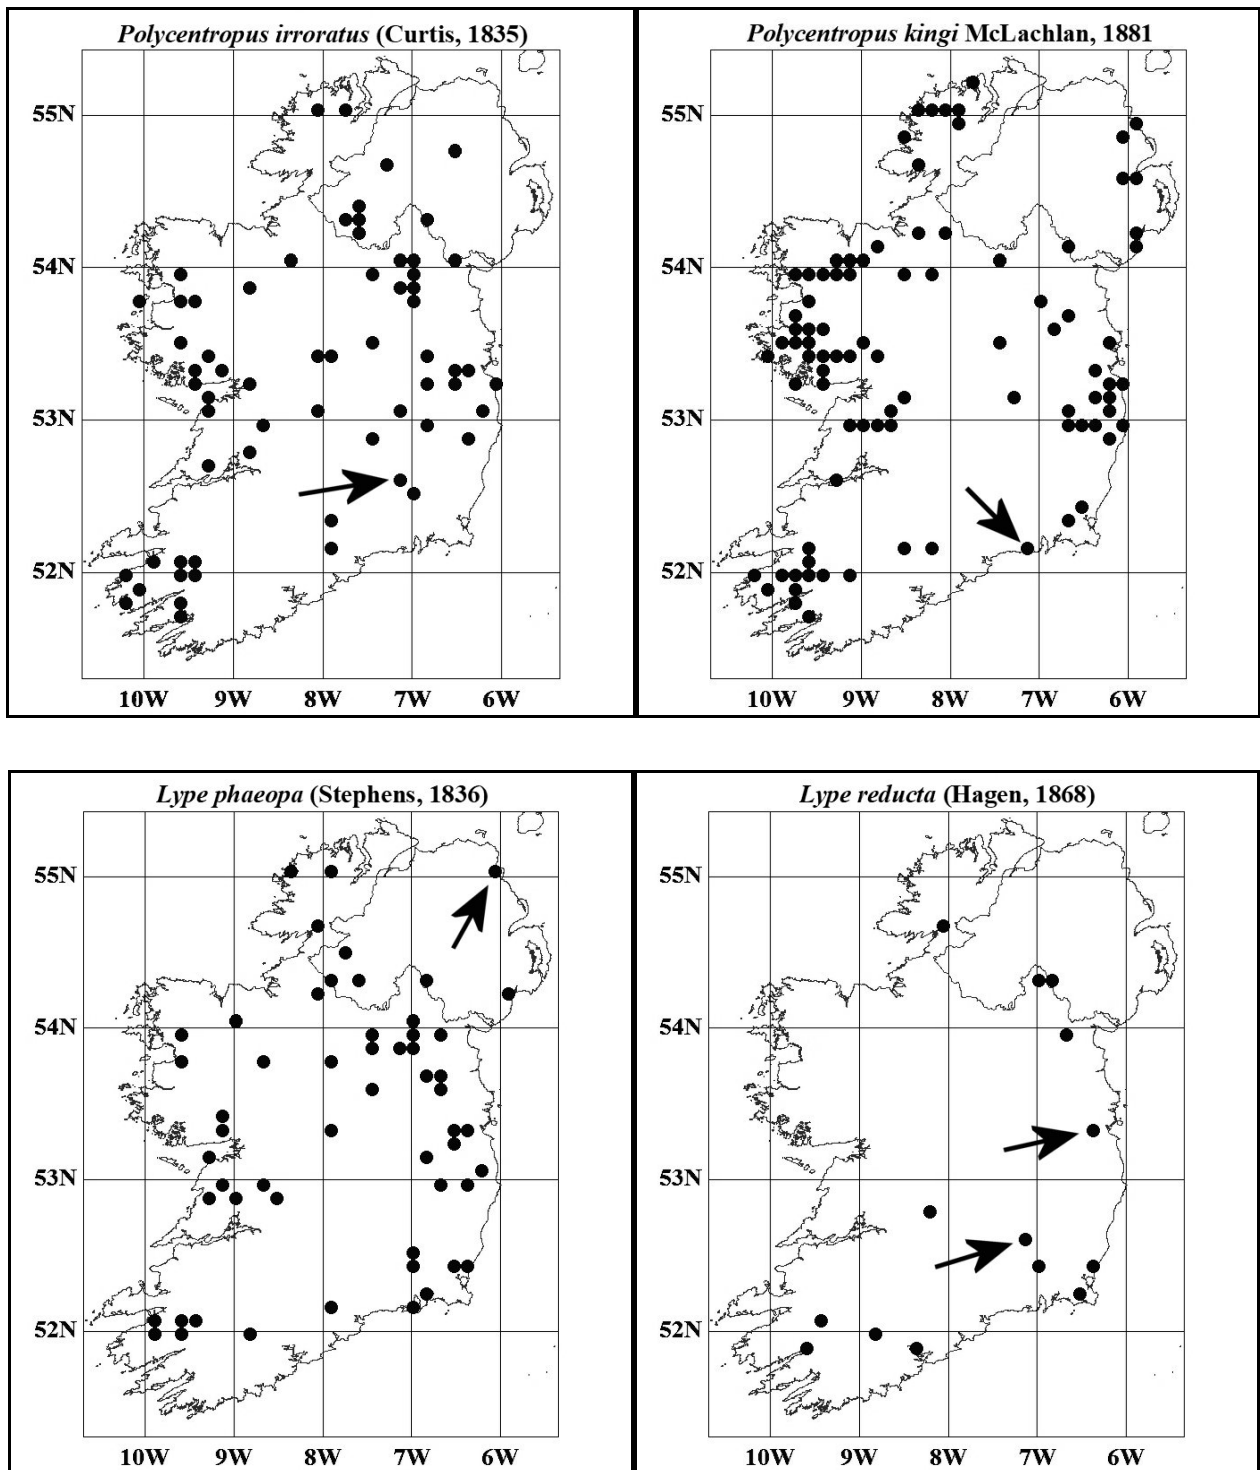 Polycentropus irroratus (Curtis, 1835)
55N
54N
53N
52N
10W 9W 8W 7W 6W
Polycentropus kingi McLachlan, 1881
55N
54N
53N
52N
10W 9W 8W 7W 6W
Lype phaeopa (Stephens, 1836)
55N
54N
53N
52N
10W 9W 8W 7W 6W
Lype reducta (Hagen, 1868)
55N
54N
53N
52N
10W 9W 8W 7W 6W